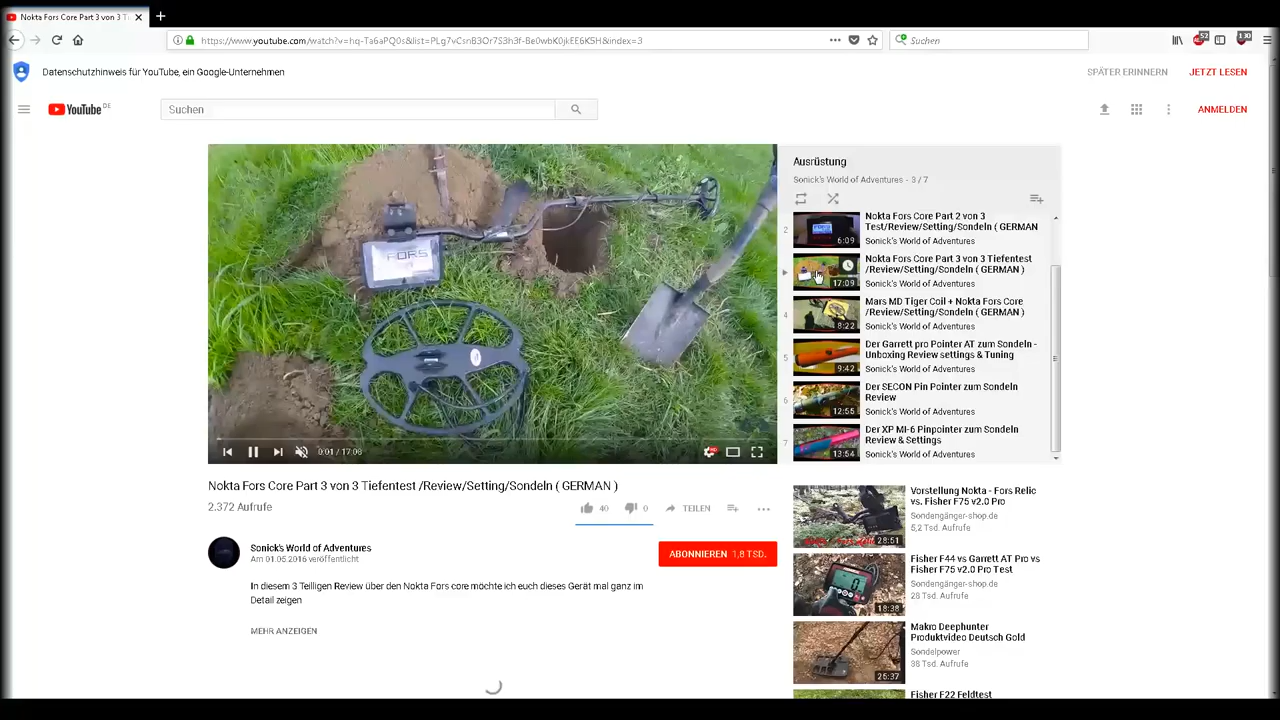 Nokta Fors Core Part 3 von 3 Ti
https://www.youtube.com/watch?v=hq-Ta6aPQ0s&list=PLg7vCsnB3Or7S3h3f-Be0wbK0jkEE6K5H&index=3
Suchen
52
130
Datenschutzhinweis für YouTube, ein Google-Unternehmen
SPÄTER ERINNERN
JETZT LESEN
YouTube DE
Suchen
ANMELDEN
FORS
0:01 / 17:08
Ausrüstung
Sonick's World of Adventures - 3 / 7
2
Nokta Fors Core Part 2 von 3
Test/Review/Setting/Sondeln ( GERMAN
Sonick's World of Adventures
6:09
Nokta Fors Core Part 3 von 3 Tiefentest
/Review/Setting/Sondeln ( GERMAN )
Sonick's World of Adventures
17:09
4
Mars MD Tiger Coil + Nokta Fors Core
/Review/Setting/Sondeln ( GERMAN )
Sonick's World of Adventures
8:22
5
Der Garrett pro Pointer AT zum Sondeln -
Unboxing Review settings & Tuning
Sonick's World of Adventures
9:42
6
Der SECON Pin Pointer zum Sondeln
Review
Sonick's World of Adventures
12:55
7
Der XP MI-6 Pinpointer zum Sondeln
Review & Settings
Sonick's World of Adventures
13:54
Nokta Fors Core Part 3 von 3 Tiefentest /Review/Setting/Sondeln ( GERMAN )
2.372 Aufrufe
40
0
TEILEN
Sonick's World of Adventures
Am 01.05.2016 veröffentlicht
ABONNIEREN 1,8 TSD.
In diesem 3 Teilligen Review über den Nokta Fors core möchte ich euch dieses Gerät mal ganz im
Detail zeigen
MEHR ANZEIGEN
Vorstellung Nokta - Fors Relic
vs. Fisher F75 v2.0 Pro
Sondengänger-shop.de
5,2 Tsd. Aufrufe
28:51
Fisher F44 vs Garrett AT Pro vs
Fisher F75 v2.0 Pro Test
Sondengänger-shop.de
28 Tsd. Aufrufe
18:38
Makro Deephunter
Produktvideo Deutsch Gold
Sondelpower
38 Tsd. Aufrufe
25:37
Fisher F22 Feldtest